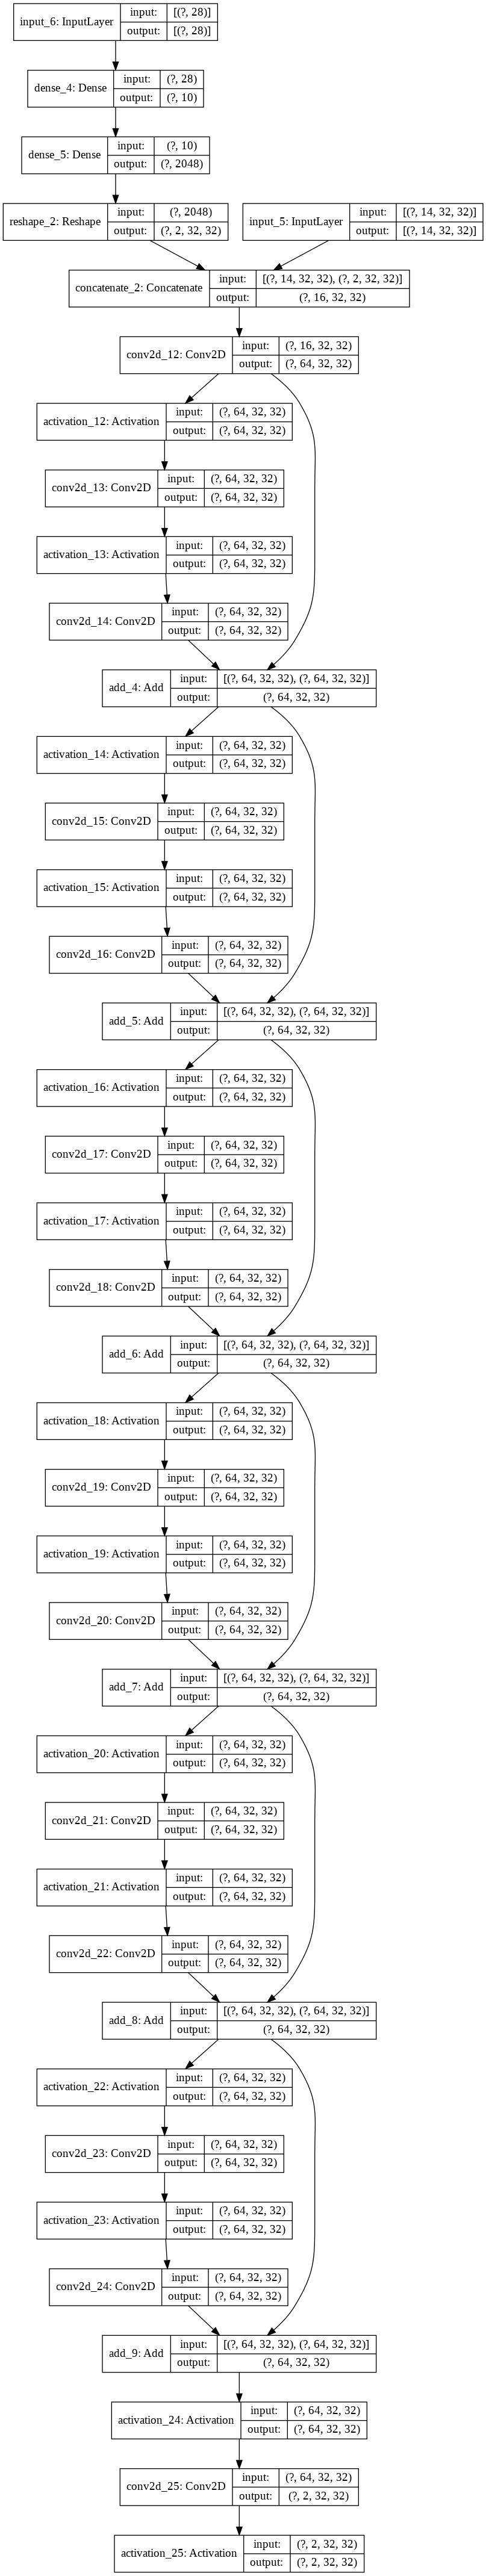 input_6: InputLayer
input: [(?, 28)]
output: [(?, 28)]
dense_4: Dense
input: (?, 28)
output: (?, 10)
dense_5: Dense
input: (?, 10)
output: (?, 2048)
reshape_2: Reshape
input: (?, 2048)
output: (?, 2, 32, 32)
input_5: InputLayer
input: [(?, 14, 32, 32)]
output: [(?, 14, 32, 32)]
concatenate_2: Concatenate
input: [(?, 14, 32, 32), (?, 2, 32, 32)]
output: (?, 16, 32, 32)
conv2d_12: Conv2D
input: (?, 16, 32, 32)
output: (?, 64, 32, 32)
activation_12: Activation
input: (?, 64, 32, 32)
output: (?, 64, 32, 32)
conv2d_13: Conv2D
input: (?, 64, 32, 32)
output: (?, 64, 32, 32)
activation_13: Activation
input: (?, 64, 32, 32)
output: (?, 64, 32, 32)
conv2d_14: Conv2D
input: (?, 64, 32, 32)
output: (?, 64, 32, 32)
add_4: Add
input: [(?, 64, 32, 32), (?, 64, 32, 32)]
output: (?, 64, 32, 32)
activation_14: Activation
input: (?, 64, 32, 32)
output: (?, 64, 32, 32)
conv2d_15: Conv2D
input: (?, 64, 32, 32)
output: (?, 64, 32, 32)
activation_15: Activation
input: (?, 64, 32, 32)
output: (?, 64, 32, 32)
conv2d_16: Conv2D
input: (?, 64, 32, 32)
output: (?, 64, 32, 32)
add_5: Add
input: [(?, 64, 32, 32), (?, 64, 32, 32)]
output: (?, 64, 32, 32)
activation_16: Activation
input: (?, 64, 32, 32)
output: (?, 64, 32, 32)
conv2d_17: Conv2D
input: (?, 64, 32, 32)
output: (?, 64, 32, 32)
activation_17: Activation
input: (?, 64, 32, 32)
output: (?, 64, 32, 32)
conv2d_18: Conv2D
input: (?, 64, 32, 32)
output: (?, 64, 32, 32)
add_6: Add
input: [(?, 64, 32, 32), (?, 64, 32, 32)]
output: (?, 64, 32, 32)
activation_18: Activation
input: (?, 64, 32, 32)
output: (?, 64, 32, 32)
conv2d_19: Conv2D
input: (?, 64, 32, 32)
output: (?, 64, 32, 32)
activation_19: Activation
input: (?, 64, 32, 32)
output: (?, 64, 32, 32)
conv2d_20: Conv2D
input: (?, 64, 32, 32)
output: (?, 64, 32, 32)
add_7: Add
input: [(?, 64, 32, 32), (?, 64, 32, 32)]
output: (?, 64, 32, 32)
activation_20: Activation
input: (?, 64, 32, 32)
output: (?, 64, 32, 32)
conv2d_21: Conv2D
input: (?, 64, 32, 32)
output: (?, 64, 32, 32)
activation_21: Activation
input: (?, 64, 32, 32)
output: (?, 64, 32, 32)
conv2d_22: Conv2D
input: (?, 64, 32, 32)
output: (?, 64, 32, 32)
add_8: Add
input: [(?, 64, 32, 32), (?, 64, 32, 32)]
output: (?, 64, 32, 32)
activation_22: Activation
input: (?, 64, 32, 32)
output: (?, 64, 32, 32)
conv2d_23: Conv2D
input: (?, 64, 32, 32)
output: (?, 64, 32, 32)
activation_23: Activation
input: (?, 64, 32, 32)
output: (?, 64, 32, 32)
conv2d_24: Conv2D
input: (?, 64, 32, 32)
output: (?, 64, 32, 32)
add_9: Add
input: [(?, 64, 32, 32), (?, 64, 32, 32)]
output: (?, 64, 32, 32)
activation_24: Activation
input: (?, 64, 32, 32)
output: (?, 64, 32, 32)
conv2d_25: Conv2D
input: (?, 64, 32, 32)
output: (?, 2, 32, 32)
activation_25: Activation
input: (?, 2, 32, 32)
output: (?, 2, 32, 32)